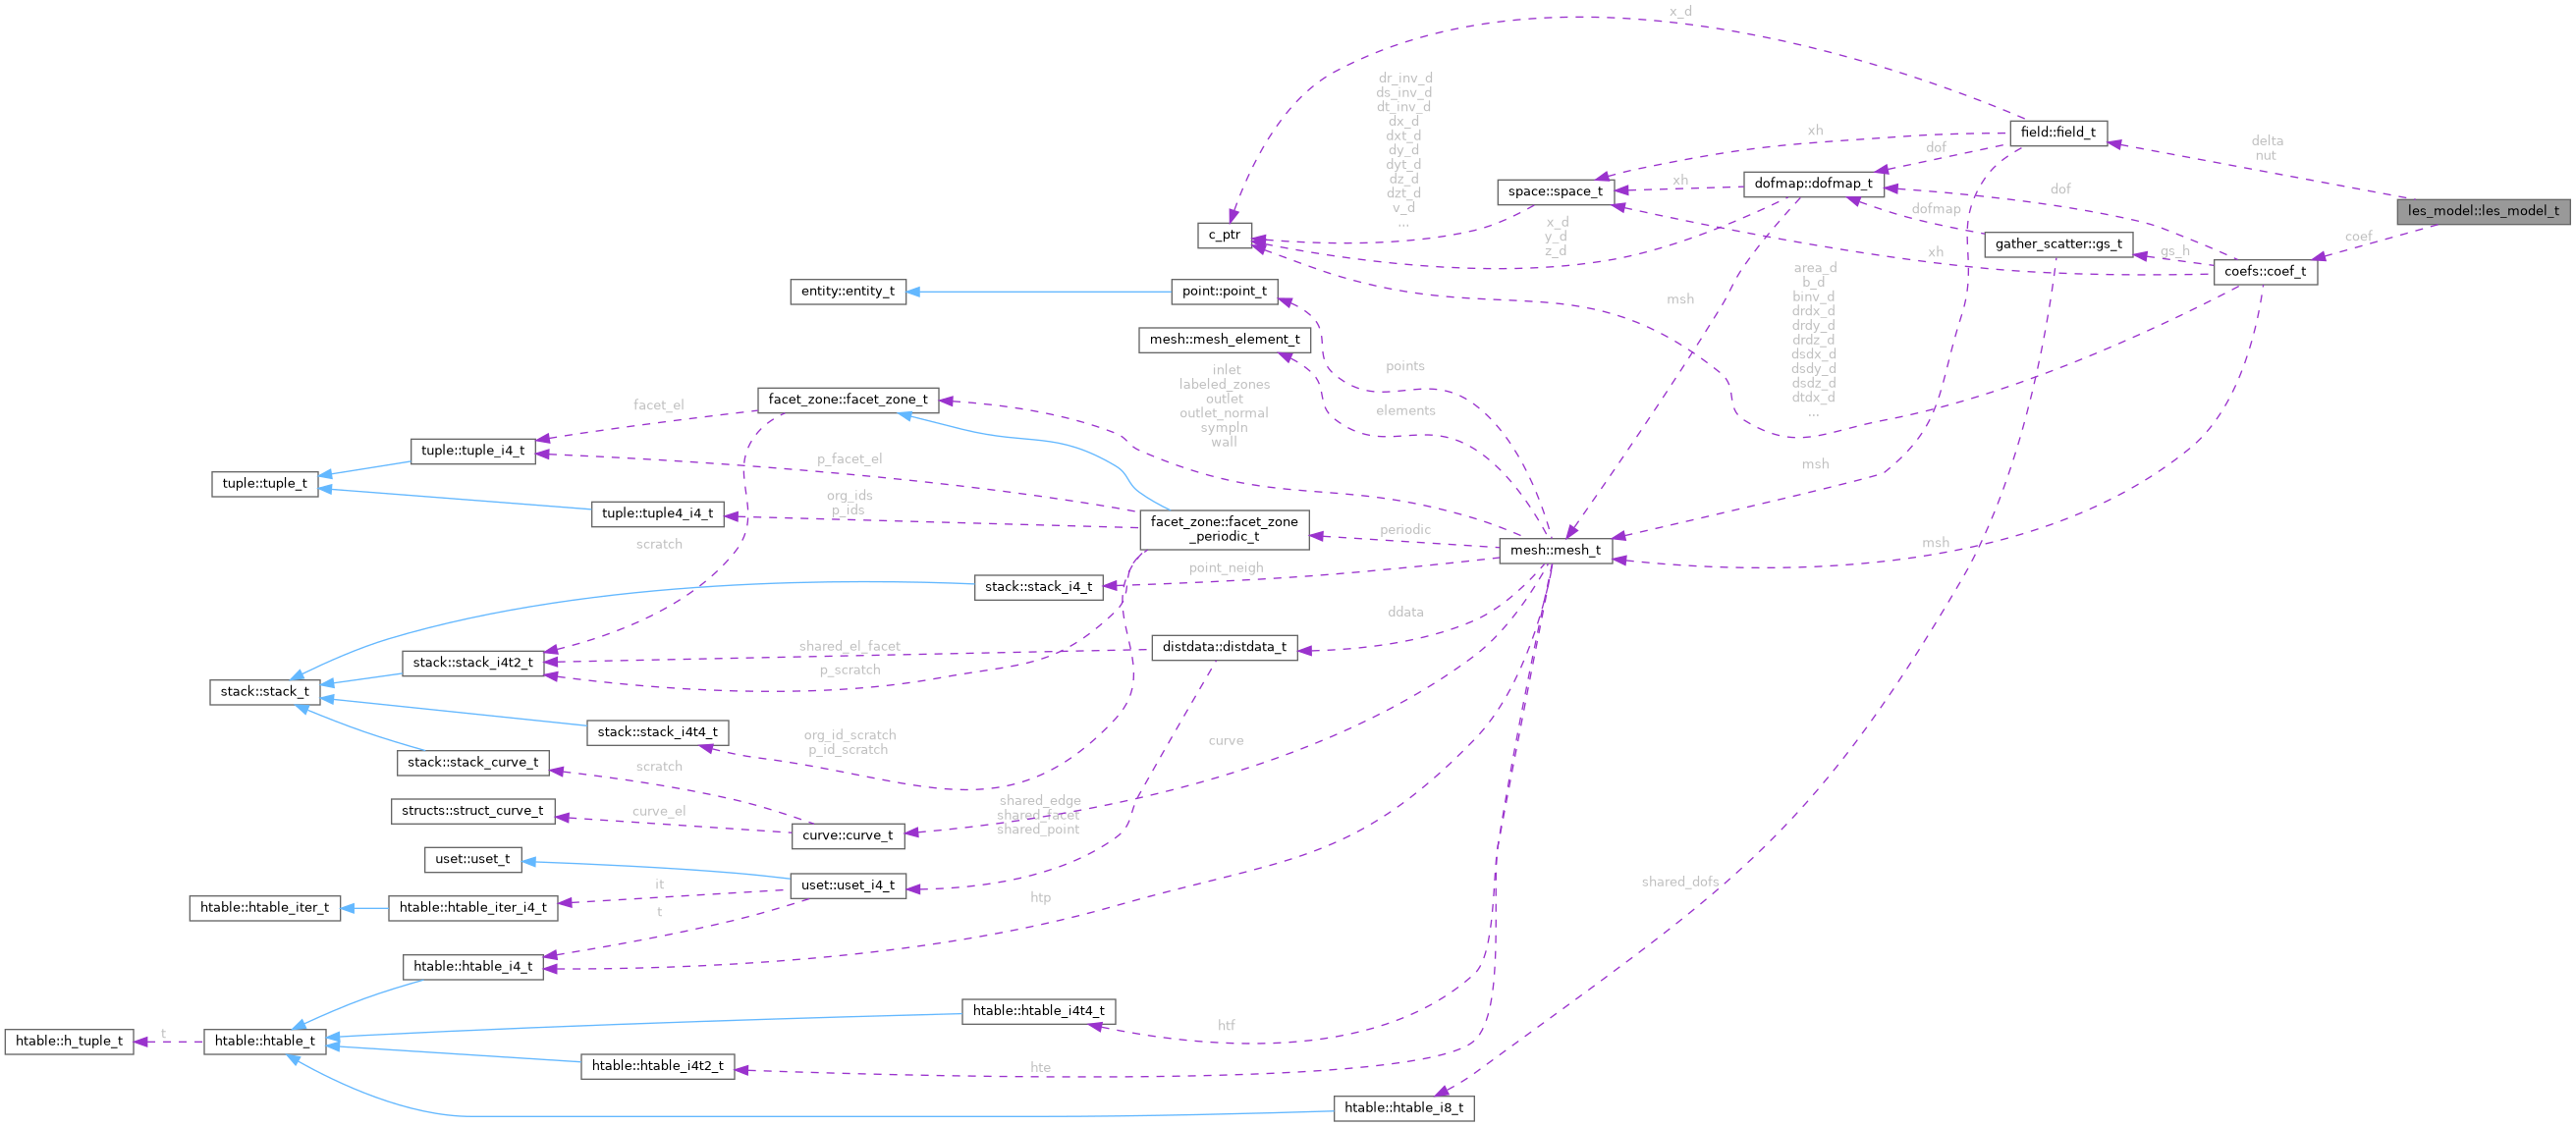 x_d
dr_inv_d
ds_inv_d
dt_inv_d
dx_d
dxt_d
dy_d
dyt_d
dz_d
dzt_d
v_d
...
xh
field::field_t
delta
nut
dof
space::space_t
xh
dofmap::dofmap_t
dof
les_model::les_model_t
c_ptr
x_d
y_d
z_d
dofmap
gather_scatter::gs_t
xh
gs_h
coef
coefs::coef_t
entity::entity_t
point::point_t
msh
area_d
b_d
binv_d
drdx_d
drdy_d
drdz_d
dsdx_d
dsdy_d
dsdz_d
dtdx_d
...
mesh::mesh_element_t
points
inlet
labeled_zones
outlet
outlet_normal
sympln
wall
elements
facet_el
facet_zone::facet_zone_t
tuple::tuple_i4_t
p_facet_el
msh
tuple::tuple_t
org_ids
p_ids
tuple::tuple4_i4_t
facet_zone::facet_zone
_periodic_t
periodic
mesh::mesh_t
msh
scratch
point_neigh
stack::stack_i4_t
ddata
shared_el_facet
distdata::distdata_t
stack::stack_i4t2_t
p_scratch
stack::stack_t
stack::stack_i4t4_t
org_id_scratch
p_id_scratch
curve
stack::stack_curve_t
scratch
structs::struct_curve_t
curve_el
shared_edge
shared_facet
shared_point
curve::curve_t
uset::uset_t
it
uset::uset_i4_t
shared_dofs
htable::htable_iter_t
htable::htable_iter_i4_t
t
htp
htable::htable_i4_t
htable::htable_i4t4_t
htf
htable::h_tuple_t
t
htable::htable_t
htable::htable_i4t2_t
hte
htable::htable_i8_t